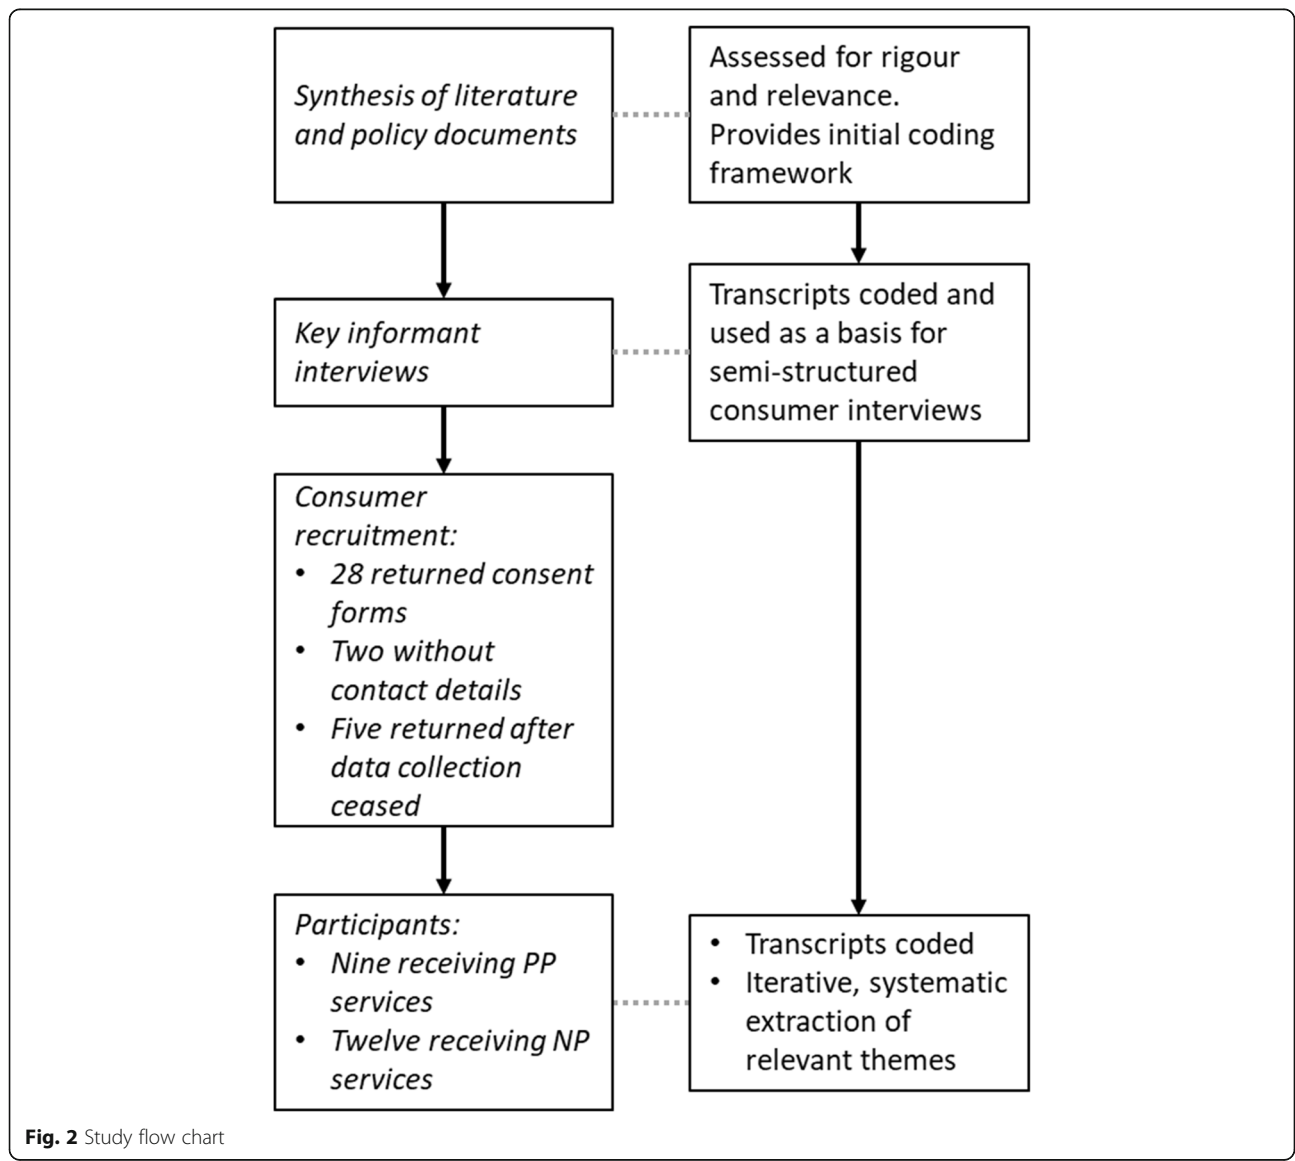 Synthesis of literature
and policy documents
Assessed for rigour
and relevance.
Provides initial coding
framework
Key informant
interviews
Transcripts coded and
used as a basis for
semi-structured
consumer interviews
Consumer
recruitment:
• 28 returned consent
forms
• Two without
contact details
• Five returned after
data collection
ceased
Participants:
• Nine receiving PP
services
• Twelve receiving NP
services
• Transcripts coded
• Iterative, systematic
extraction of
relevant themes
Fig. 2 Study flow chart